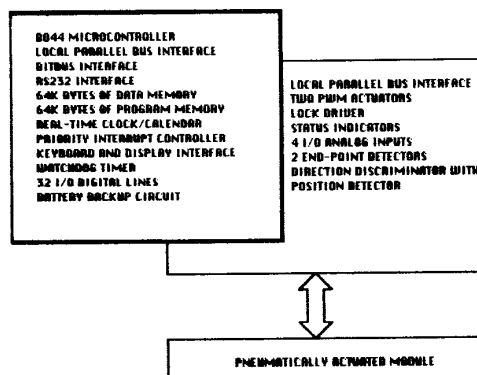 8044 MICROCONTROLLER
LOCAL PARALLEL BUS INTERFACE
BITBUS INTERFACE
RS232 INTERFACE
64K BYTES OF DATA MEMORY
64K BYTES OF PROGRAM MEMORY
REAL-TIME CLOCK/CALENDAR
PRIORITY INTERRUPT CONTROLLER
KEYBOARD AND DISPLAY INTERFACE
WATCHDOG TIMER
32 I/O DIGITAL LINES
BATTERY BACKUP CIRCUIT
LOCAL PARALLEL BUS INTERFACE
TWO PWM ACTUATORS
LOCK DRIVER
STATUS INDICATORS
4 I/O ANALOG INPUTS
2 END-POINT DETECTORS
DIRECTION DISCRIMINATOR WITH
POSITION DETECTOR
PNEUMATICALLY ACTUATED MODULE